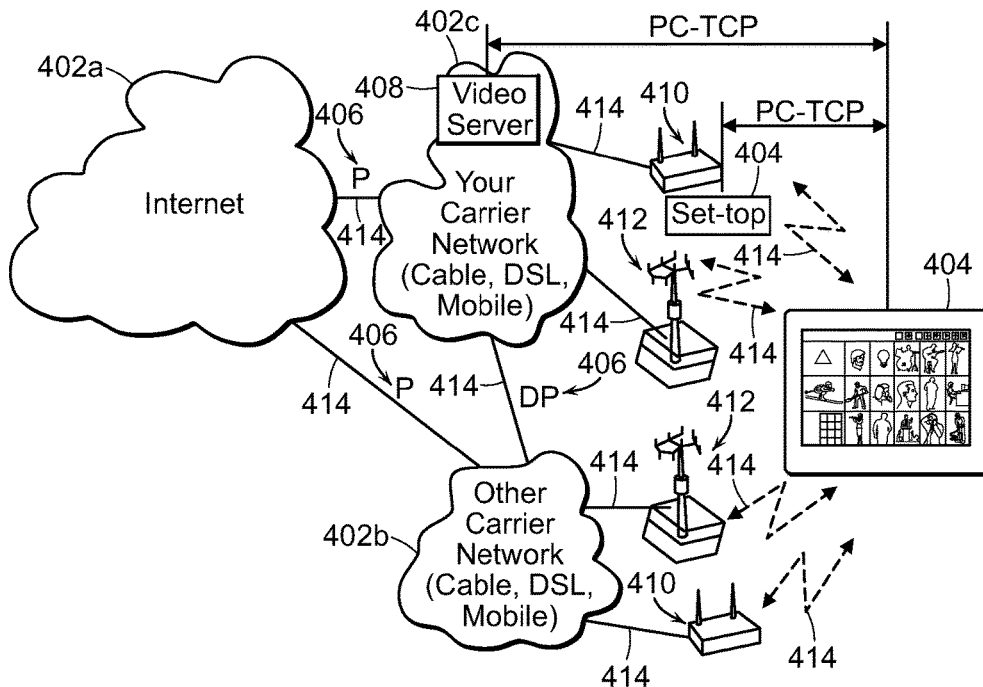 402c
PC-TCP
402a
408
Video
Server
410
414
PC-TCP
406
P
414
404
Set-top
Internet
Your
Carrier
Network
(Cable, DSL,
Mobile)
412
414
404
414
414
406
P
414
414
DP
406
412
414
414
402b
Other
Carrier
Network
(Cable, DSL,
Mobile)
410
414
414